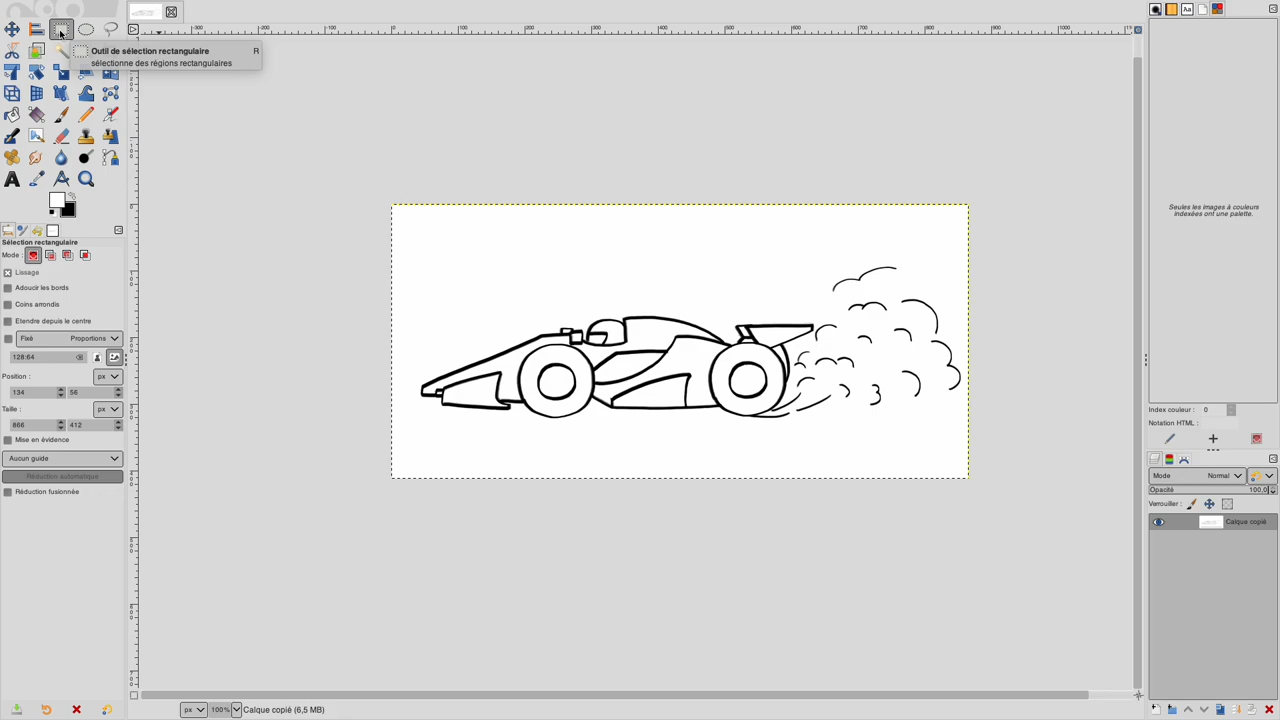 Outil de sélection rectangulaire R
sélectionne des régions rectangulaires
Sélection rectangulaire
Mode :
Lissage
Adoucir les bords
Coins arrondis
Etendre depuis le centre
Fixé Proportions
128:64
Position : px
134 56
Taille : px
866 412
Mise en évidence
Aucun guide
Réduction automatique
Réduction fusionnée
px 100% Calque copié (6,5 MB)
Aa
Seules les images à couleurs
indexées ont une palette.
Index couleur : 0
Notation HTML :
Mode Normal
Opacité 100,0
Verrouiller :
Calque copié